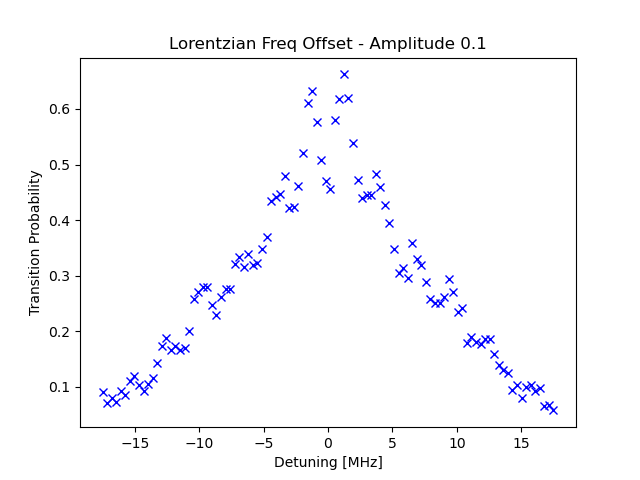 Lorentzian Freq Offset - Amplitude 0.1
Transition Probability
0.6
0.5
0.4
0.3
0.2
0.1
−15 −10 −5 0 5 10 15
Detuning [MHz]